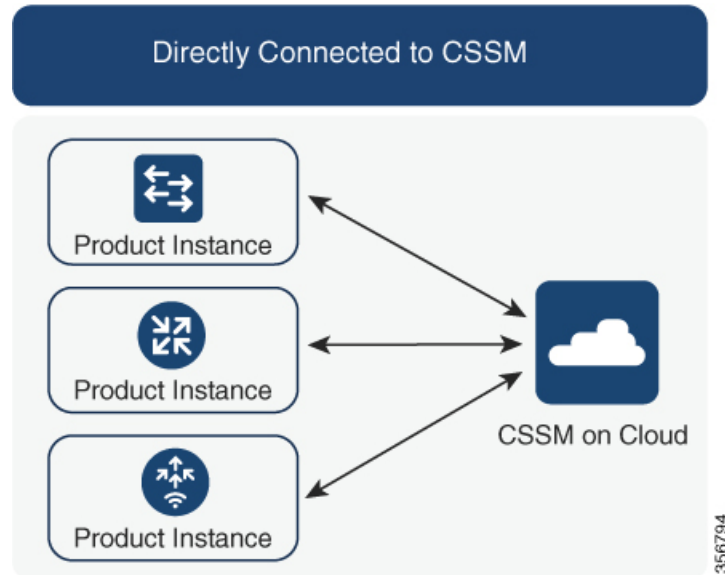 Directly Connected to CSSM
Product Instance
Product Instance
CSSM on Cloud
Product Instance
356794